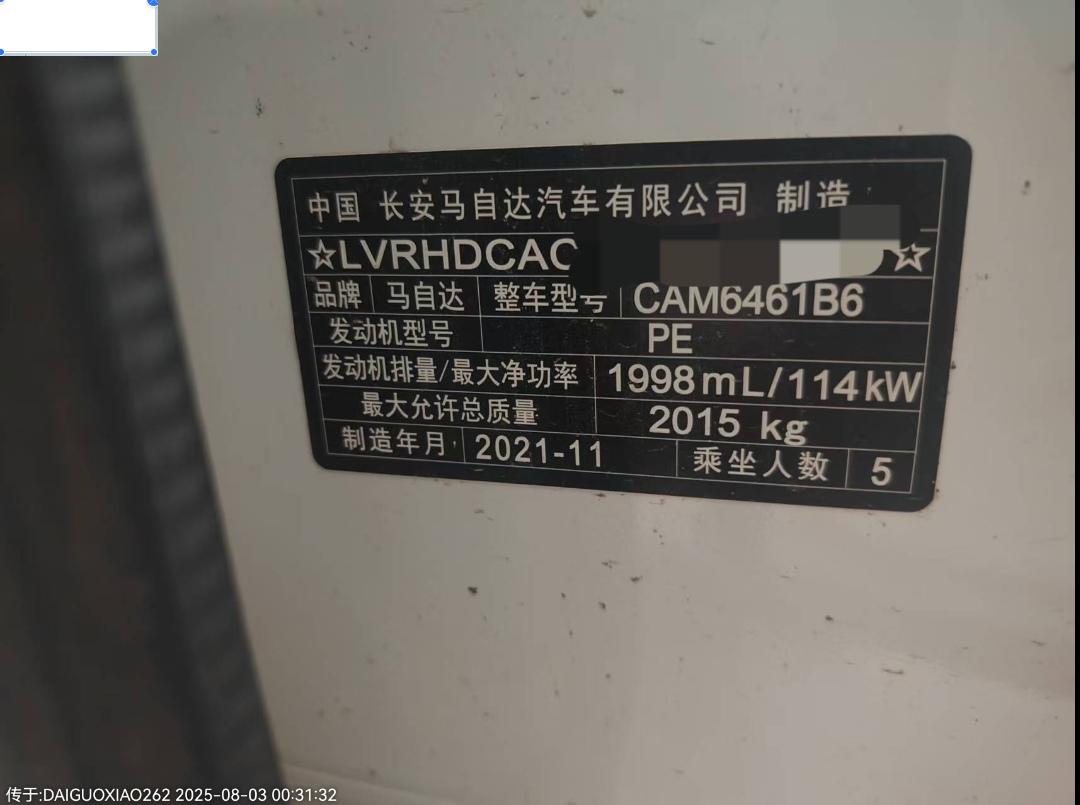 中国 长安马自达汽车有限公司 制造
☆LVRHDCAC ☆
品牌 马自达 整车型号 CAM6461B6
发动机型号 PE
发动机排量/最大净功率 1998mL/114kW
最大允许总质量 2015 kg
制造年月 2021-11 乘坐人数 5
传于:DAIGUOXIAO262 2025-08-03 00:31:32